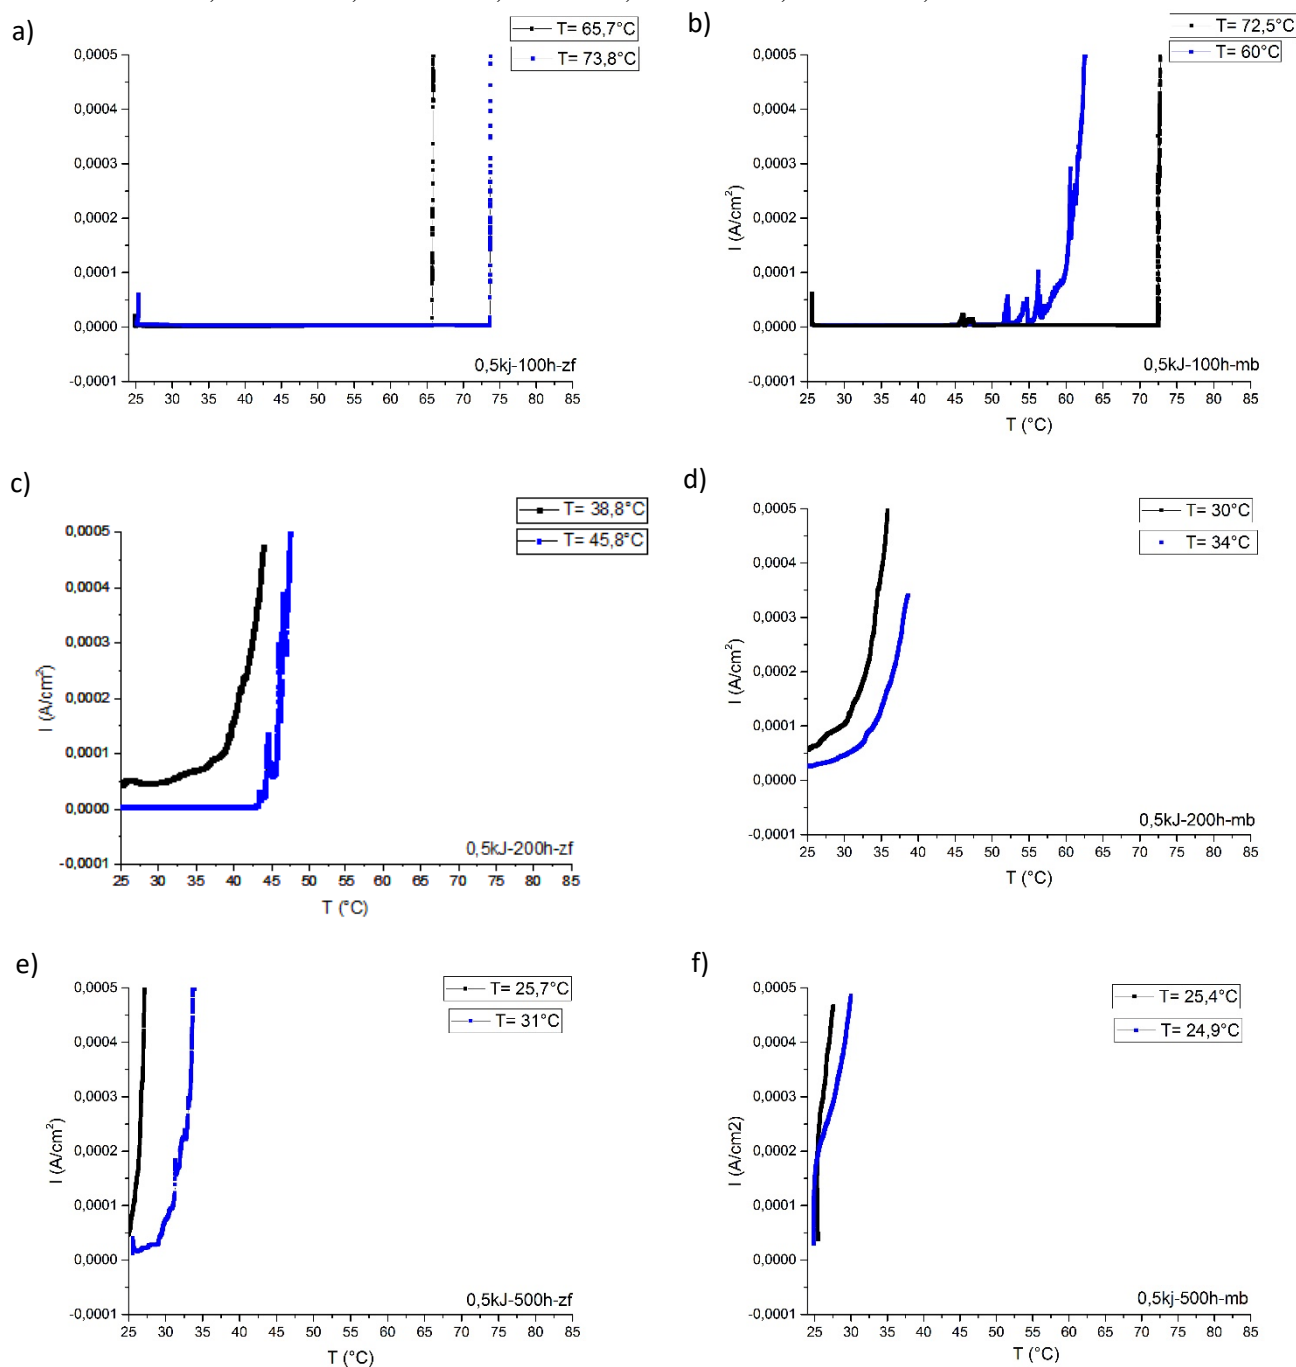 a)
T= 65,7°C
T= 73,8°C
0,0005
0,0004
0,0003
0,0002
0,0001
0,0000
-0,0001
0,5kj-100h-zf
25 30 35 40 45 50 55 60 65 70 75 80 85
b)
T= 72,5°C
T= 60°C
0,0005
0,0004
0,0003
0,0002
0,0001
0,0000
-0,0001
I (A/cm²)
0,5kJ-100h-mb
25 30 35 40 45 50 55 60 65 70 75 80 85
T (°C)
c)
T= 38,8°C
T= 45,8°C
0,0005
0,0004
0,0003
0,0002
0,0001
0,0000
-0,0001
I (A/cm²)
0,5kJ-200h-zf
25 30 35 40 45 50 55 60 65 70 75 80 85
T (°C)
d)
T= 30°C
T= 34°C
0,0005
0,0004
0,0003
0,0002
0,0001
0,0000
-0,0001
I (A/cm²)
0,5kJ-200h-mb
25 30 35 40 45 50 55 60 65 70 75 80 85
T (°C)
e)
T= 25,7°C
T= 31°C
0,0005
0,0004
0,0003
0,0002
0,0001
0,0000
-0,0001
I (A/cm²)
0,5kJ-500h-zf
25 30 35 40 45 50 55 60 65 70 75 80 85
T (°C)
f)
T= 25,4°C
T= 24,9°C
0,0005
0,0004
0,0003
0,0002
0,0001
0,0000
-0,0001
I (A/cm2)
0,5kj-500h-mb
25 30 35 40 45 50 55 60 65 70 75 80 85
T (°C)